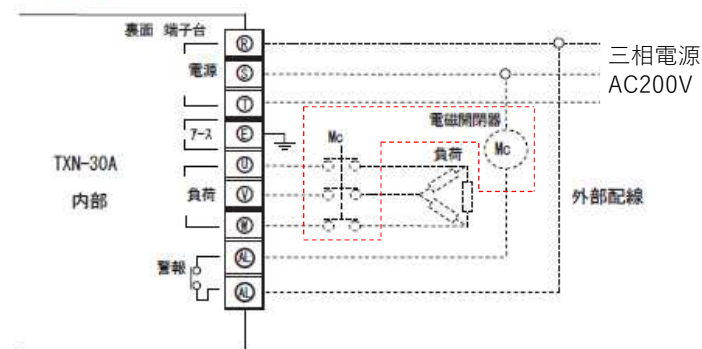 裏面 端子台
R
三相電源
電源
S
AC200V
T
電磁開閉器
アース
E
Mc
負荷
Mc
TXN-30A
U
内部
負荷
V
外部配線
W
AL
警報
AL